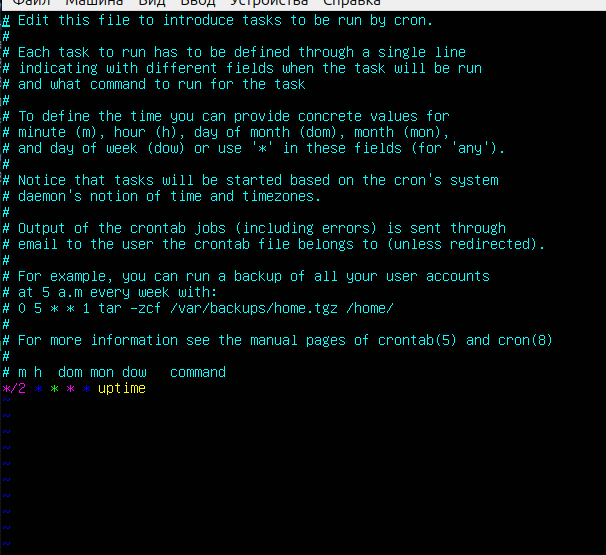 Файл Машина Вид Ввод Устройства Справка
# Edit this file to introduce tasks to be run by cron.
#
# Each task to run has to be defined through a single line
# indicating with different fields when the task will be run
# and what command to run for the task
#
# To define the time you can provide concrete values for
# minute (m), hour (h), day of month (dom), month (mon),
# and day of week (dow) or use '*' in these fields (for 'any').
#
# Notice that tasks will be started based on the cron's system
# daemon's notion of time and timezones.
#
# Output of the crontab jobs (including errors) is sent through
# email to the user the crontab file belongs to (unless redirected).
#
# For example, you can run a backup of all your user accounts
# at 5 a.m every week with:
# 0 5 * * 1 tar -zcf /var/backups/home.tgz /home/
#
# For more information see the manual pages of crontab(5) and cron(8)
#
# m h  dom mon dow   command
*/2 * * * * uptime
~
~
~
~
~
~
~
~
~
~